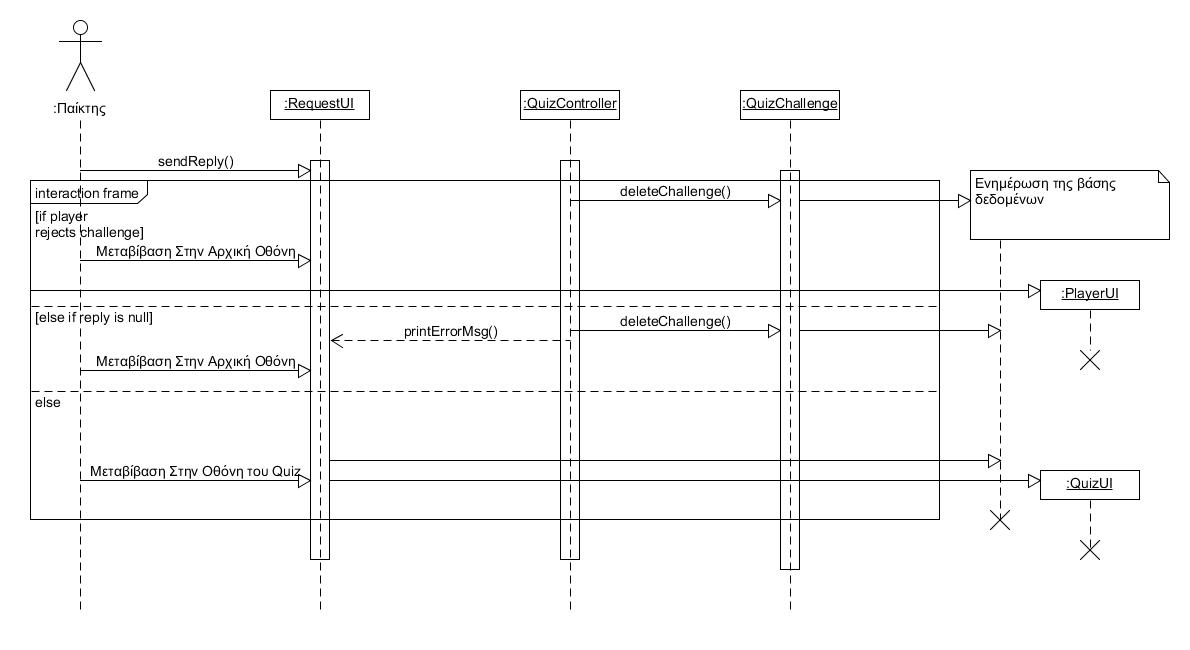 :Παίκτης
:RequestUI
:QuizController
:QuizChallenge
sendReply()
interaction frame
deleteChallenge()
Ενημέρωση της βάσης
δεδομένων
[if player
rejects challenge]
Μεταβίβαση Στην Αρχική Οθόνη
:PlayerUI
[else if reply is null]
deleteChallenge()
printErrorMsg()
Μεταβίβαση Στην Αρχική Οθόνη
else
Μεταβίβαση Στην Οθόνη του Quiz
:QuizUI